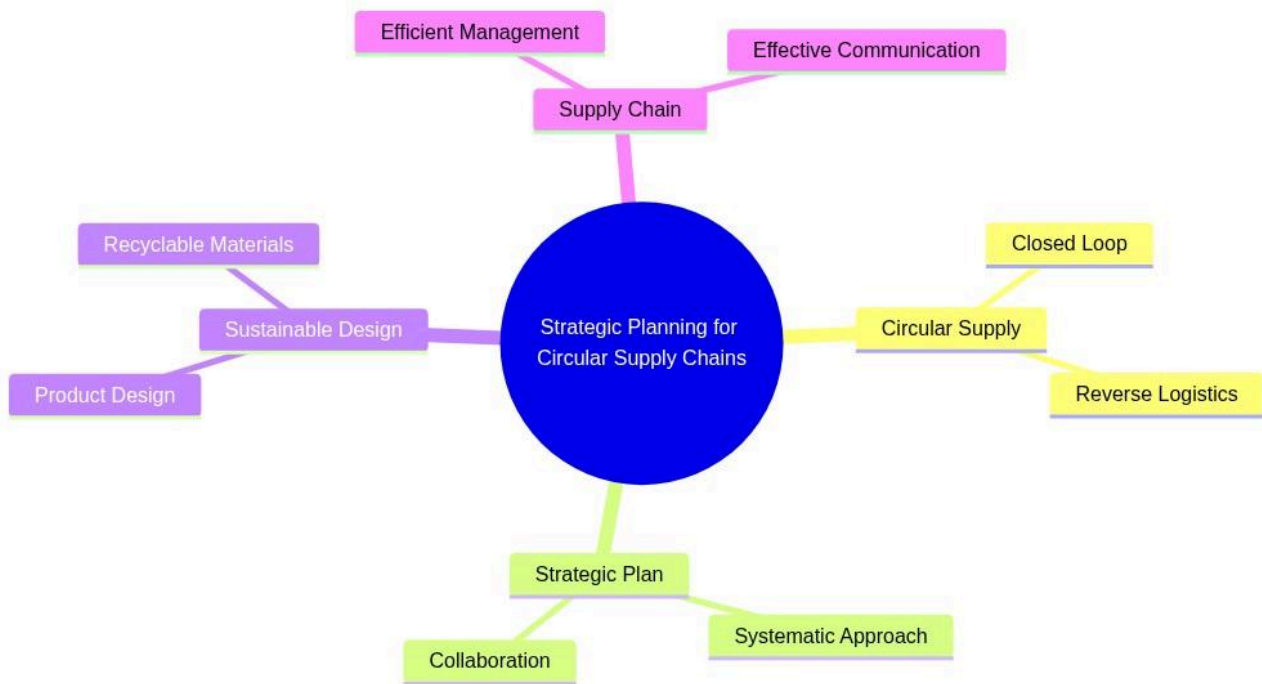 Efficient Management
Effective Communication
Supply Chain
Recyclable Materials
Closed Loop
Sustainable Design
Strategic Planning for
Circular Supply Chains
Circular Supply
Product Design
Reverse Logistics
Strategic Plan
Systematic Approach
Collaboration